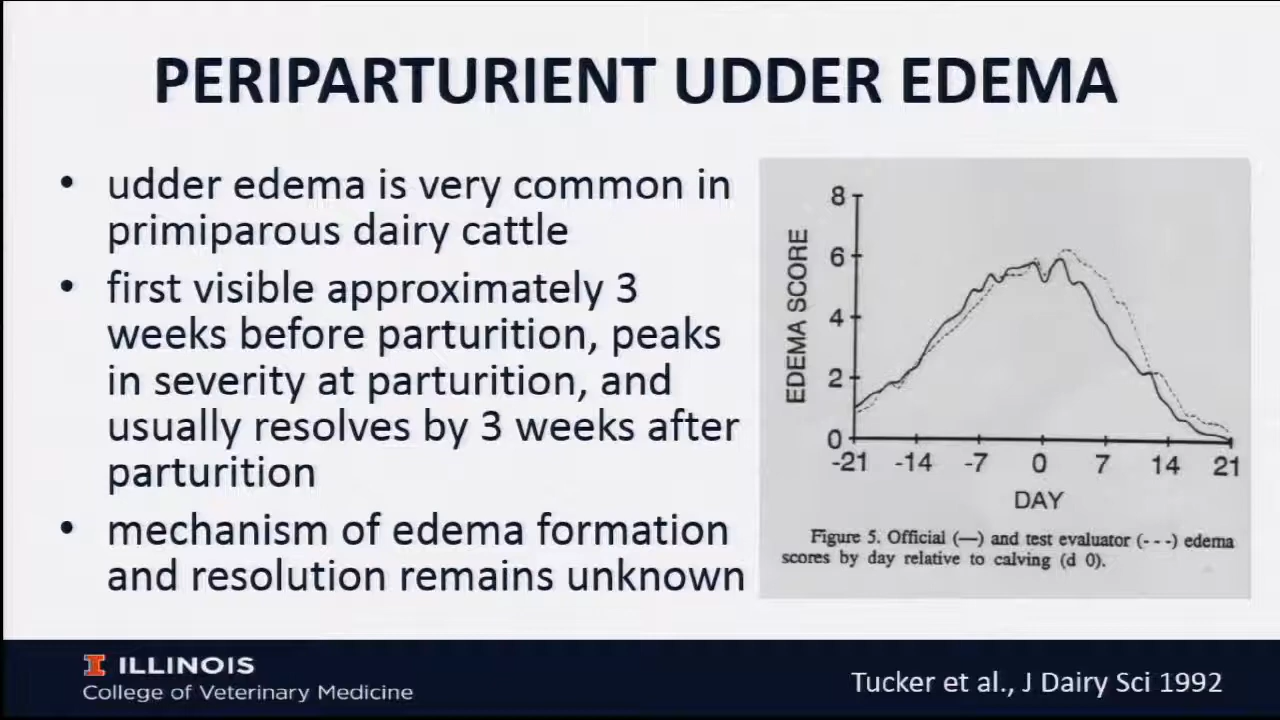 PERIPARTURIENT UDDER EDEMA
• udder edema is very common in
primiparous dairy cattle
• first visible approximately 3
weeks before parturition, peaks
in severity at parturition, and
usually resolves by 3 weeks after
parturition
• mechanism of edema formation
and resolution remains unknown
EDEMA SCORE
8
6
4
2
0
-21 -14 -7 0 7 14 21
DAY
Figure 5. Official (—) and test evaluator (- - -) edema
scores by day relative to calving (d 0).
I ILLINOIS
College of Veterinary Medicine
Tucker et al., J Dairy Sci 1992